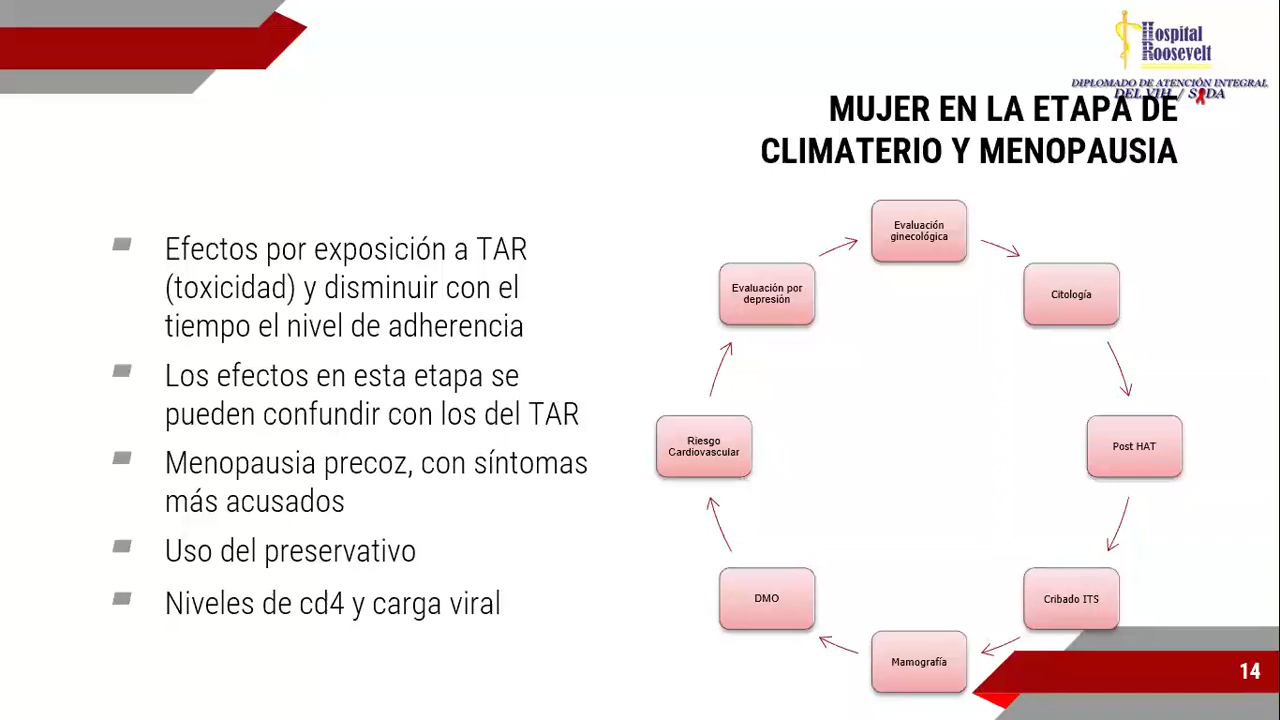 Hospital
Roosevelt
DIPLOMADO DE ATENCIÓN INTEGRAL
DEL VIH / SIDA
MUJER EN LA ETAPA DE
CLIMATERIO Y MENOPAUSIA
Efectos por exposición a TAR
(toxicidad) y disminuir con el
tiempo el nivel de adherencia
Los efectos en esta etapa se
pueden confundir con los del TAR
Menopausia precoz, con síntomas
más acusados
Uso del preservativo
Niveles de cd4 y carga viral
Evaluación
ginecológica
Citología
Post HAT
Cribado ITS
Mamografía
DMO
Riesgo
Cardiovascular
Evaluación por
depresión
14